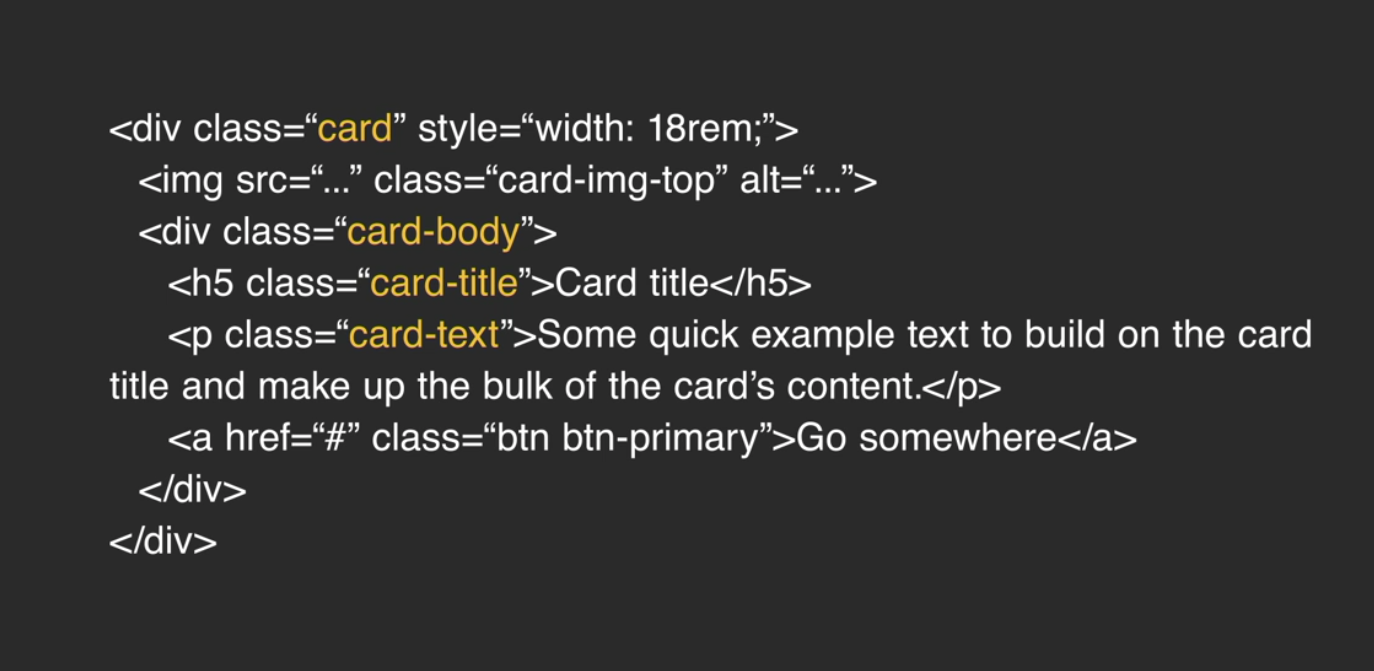 <div class=“card” style=“width: 18rem;”>
<img src=“...” class=“card-img-top” alt=“...”>
<div class=“card-body”>
<h5 class=“card-title”>Card title</h5>
<p class=“card-text”>Some quick example text to build on the card
title and make up the bulk of the card’s content.</p>
<a href=“#” class=“btn btn-primary”>Go somewhere</a>
</div>
</div>